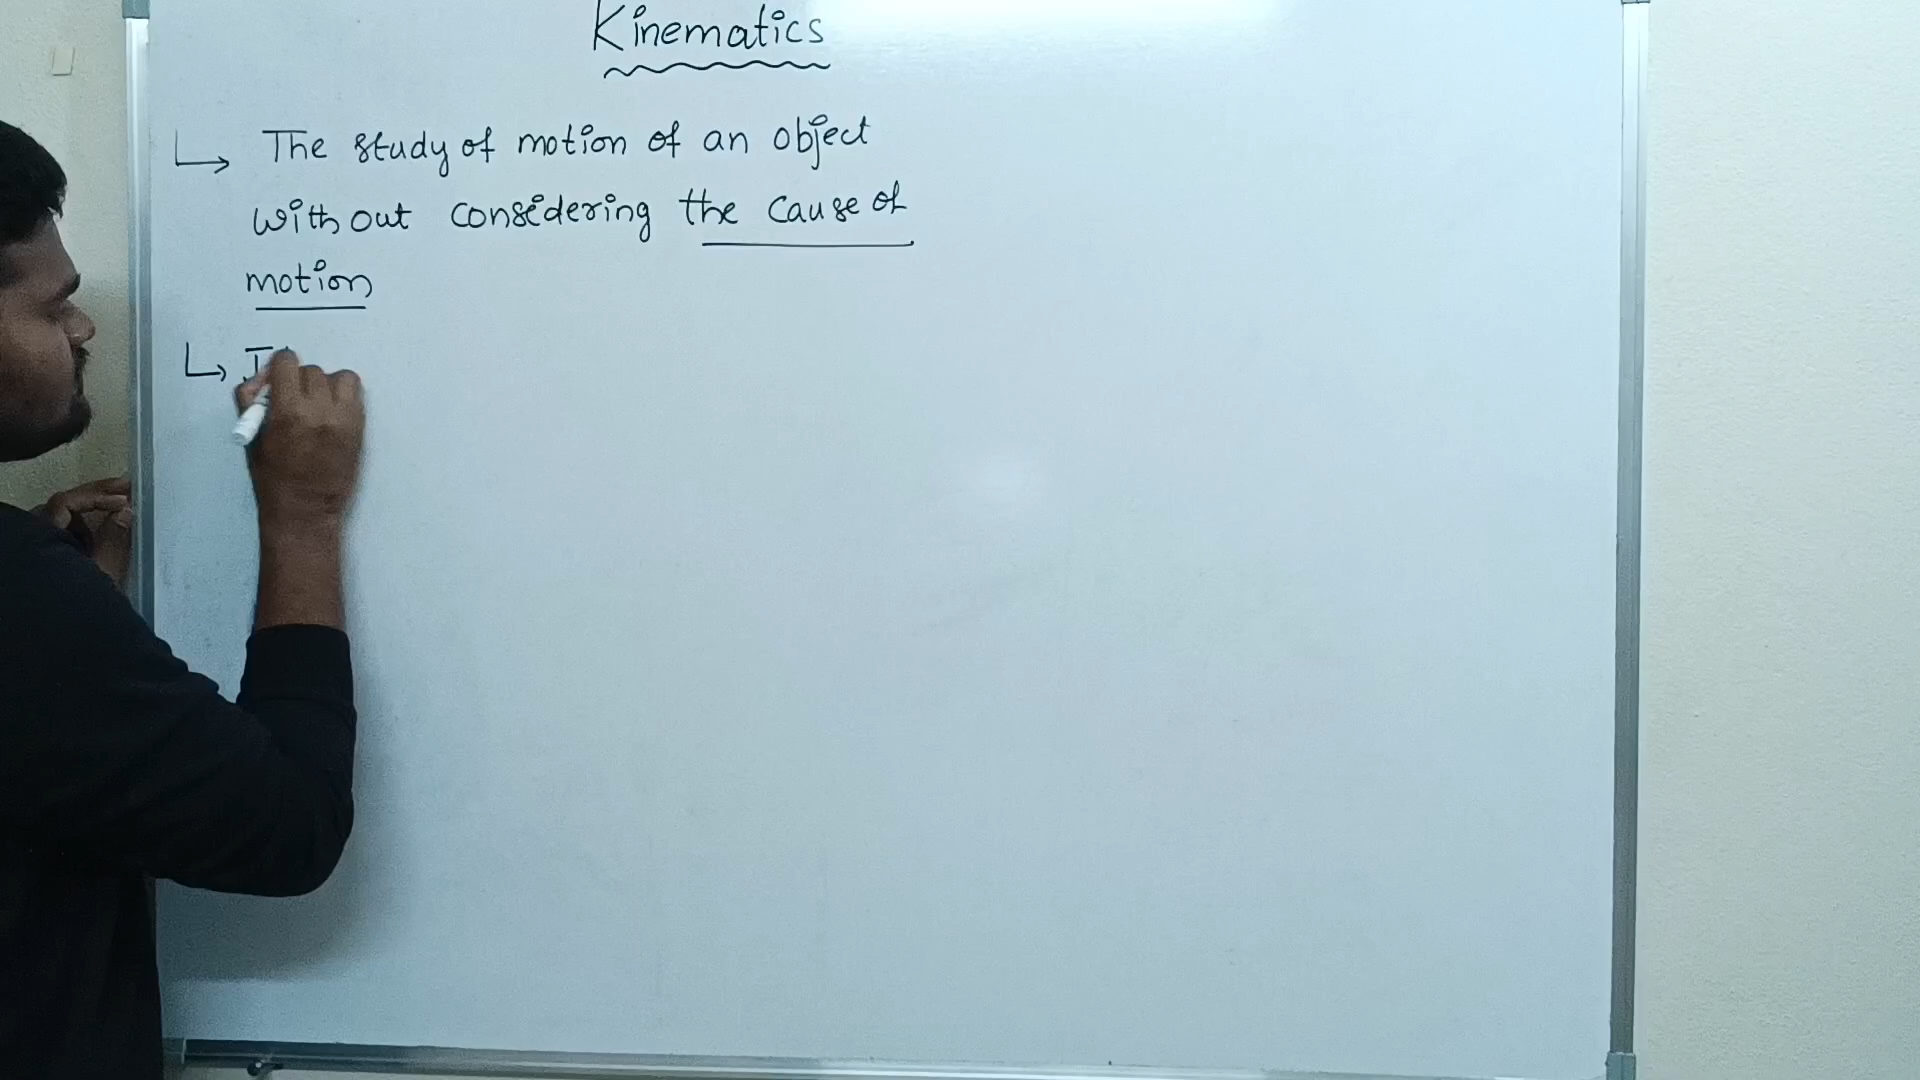 Kinematics
The study of motion of an object
without considering the cause of
motion